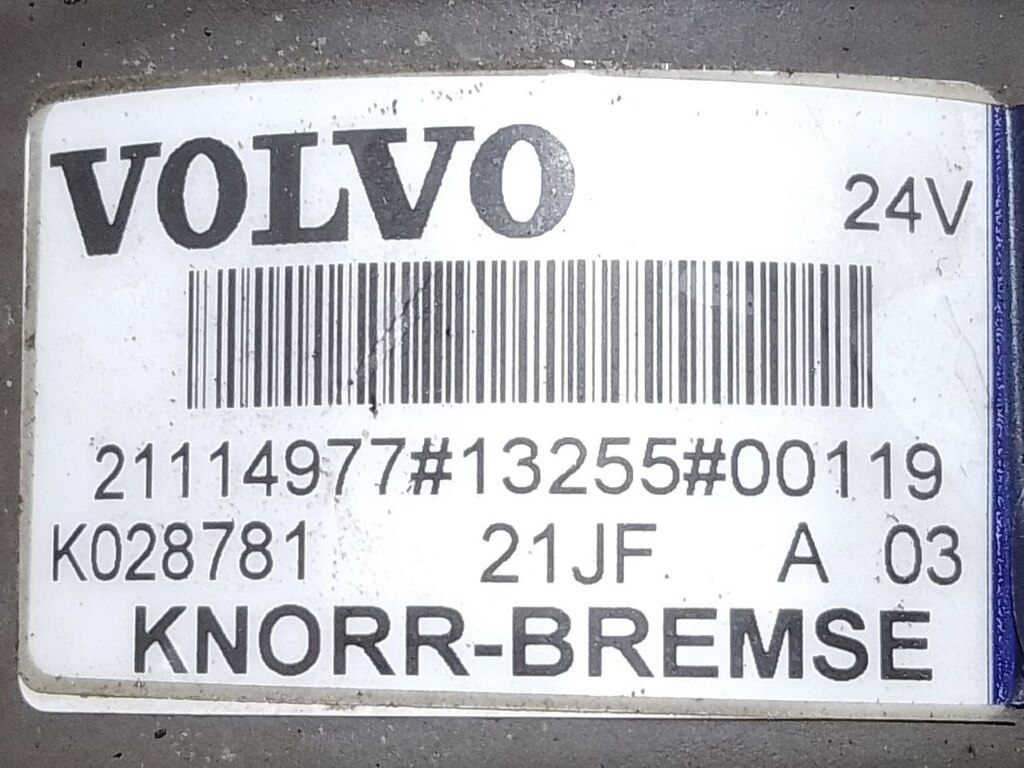 VOLVO 24V
21114977#13255#00119
K028781 21JF A 03
KNORR-BREMSE